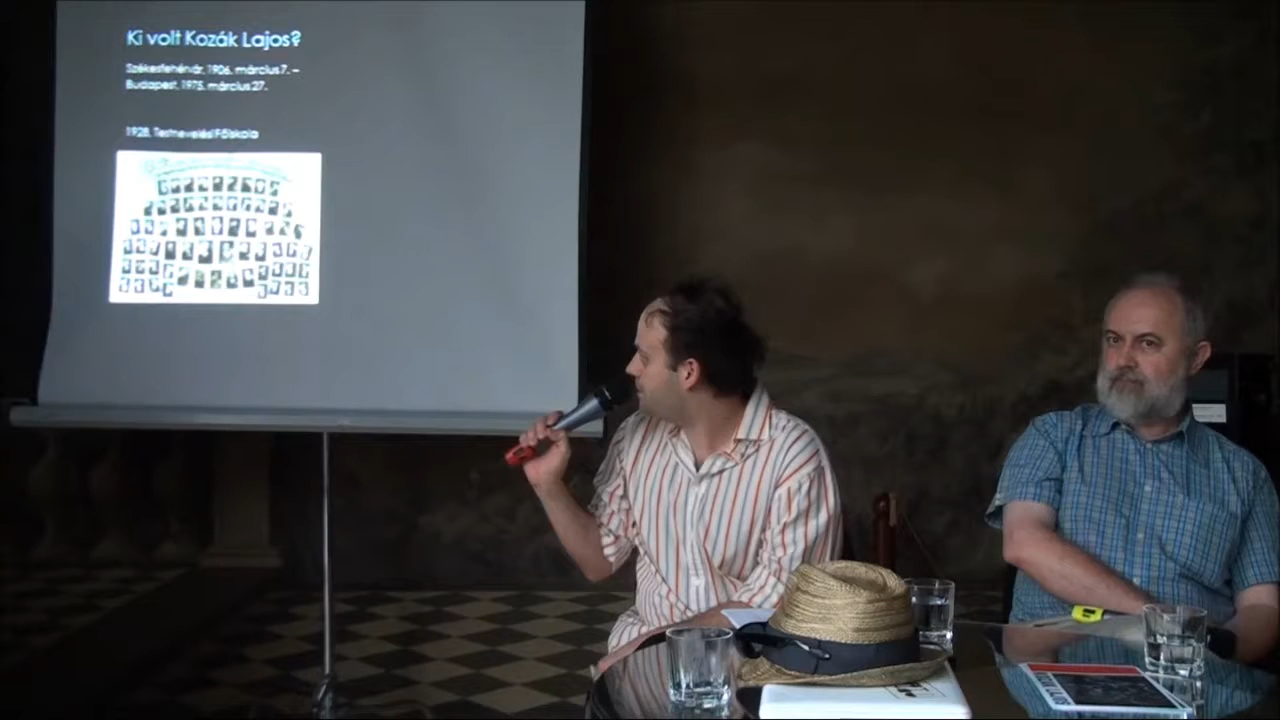 Ki volt Kozák Lajos?
Székesfehérvár, 1906. március 7. –
Budapest, 1975. március 27.
1928, Testnevelési Főiskola